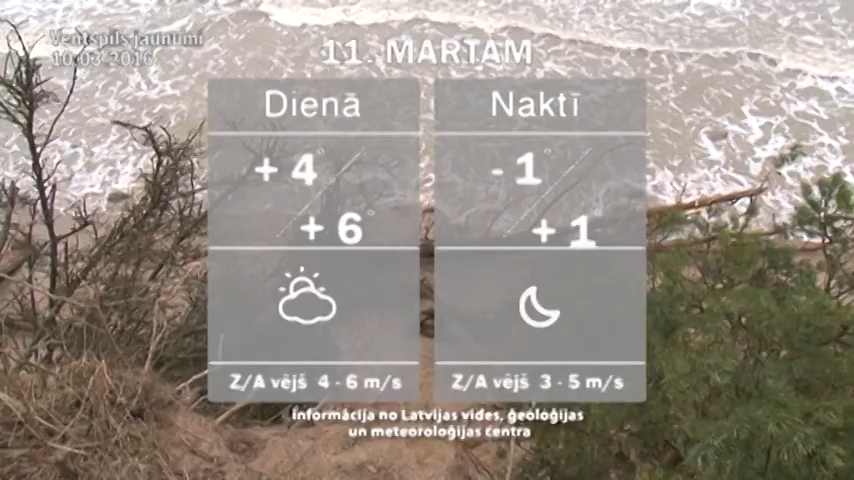 Ventspils jaunumi
10.03.2016
11. MARTAM
Dienā
Naktī
+ 4°
+ 6°
- 1°
+ 1°
Z/A vējš 4 - 6 m/s
Z/A vējš 3 - 5 m/s
Informācija no Latvijas vides, ģeoloģijas
un meteoroloģijas centra